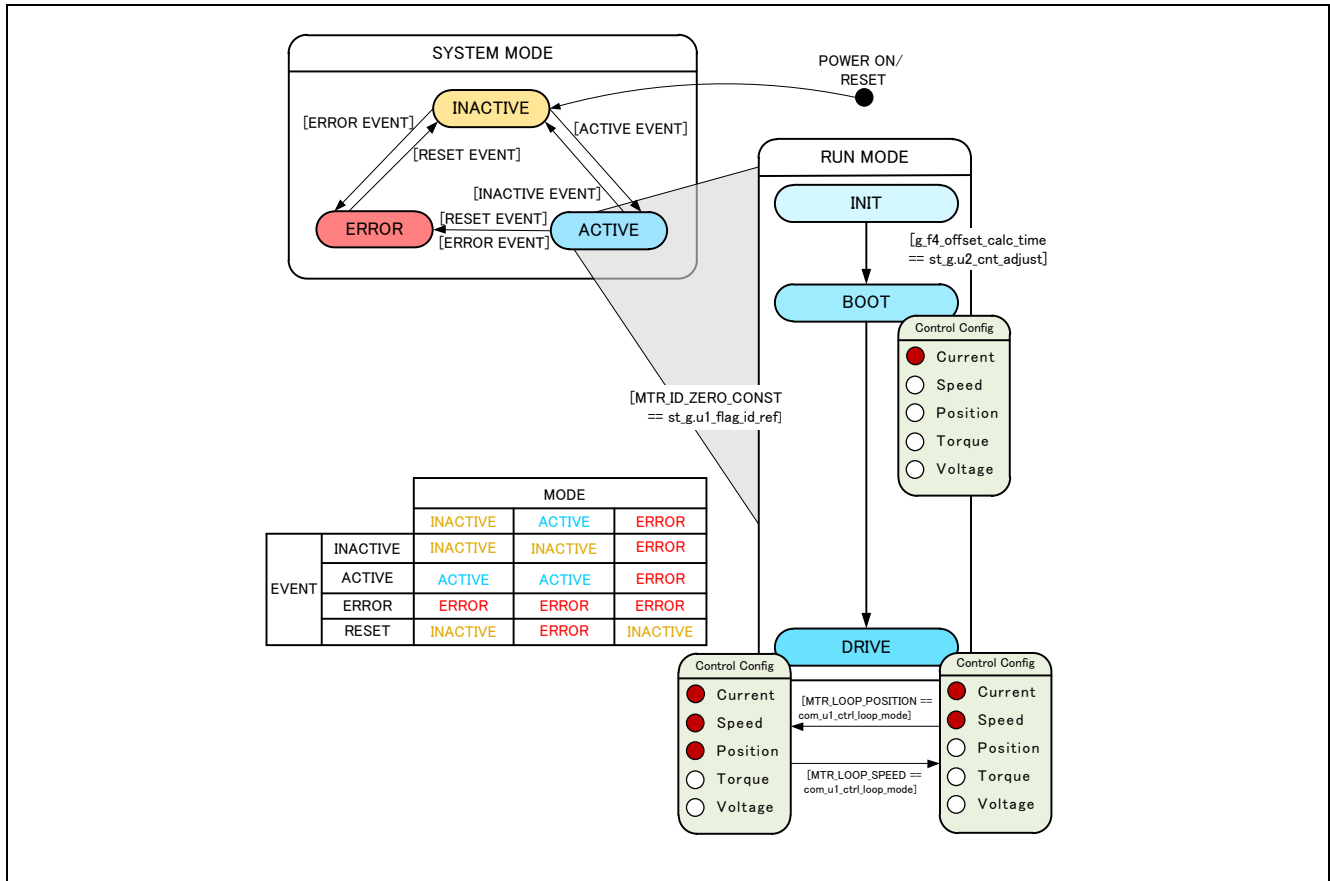 SYSTEM MODE
POWER ON/
RESET
INACTIVE
[ERROR EVENT]
[ACTIVE EVENT]
[RESET EVENT]
[INACTIVE EVENT]
ERROR
[RESET EVENT]
[ERROR EVENT]
ACTIVE
RUN MODE
INIT
[g_f4_offset_calc_time
== st_g.u2_cnt_adjust]
BOOT
Control Config
Current
Speed
Position
Torque
Voltage
[MTR_ID_ZERO_CONST
== st_g.u1_flag_id_ref]
MODE
INACTIVE ACTIVE ERROR
EVENT
INACTIVE INACTIVE INACTIVE ERROR
ACTIVE ACTIVE ACTIVE ERROR
ERROR ERROR ERROR ERROR
RESET INACTIVE ERROR INACTIVE
DRIVE
Control Config
Current
Speed
Position
Torque
Voltage
[MTR_LOOP_POSITION ==
com_u1_ctrl_loop_mode]
[MTR_LOOP_SPEED ==
com_u1_ctrl_loop_mode]
Control Config
Current
Speed
Position
Torque
Voltage